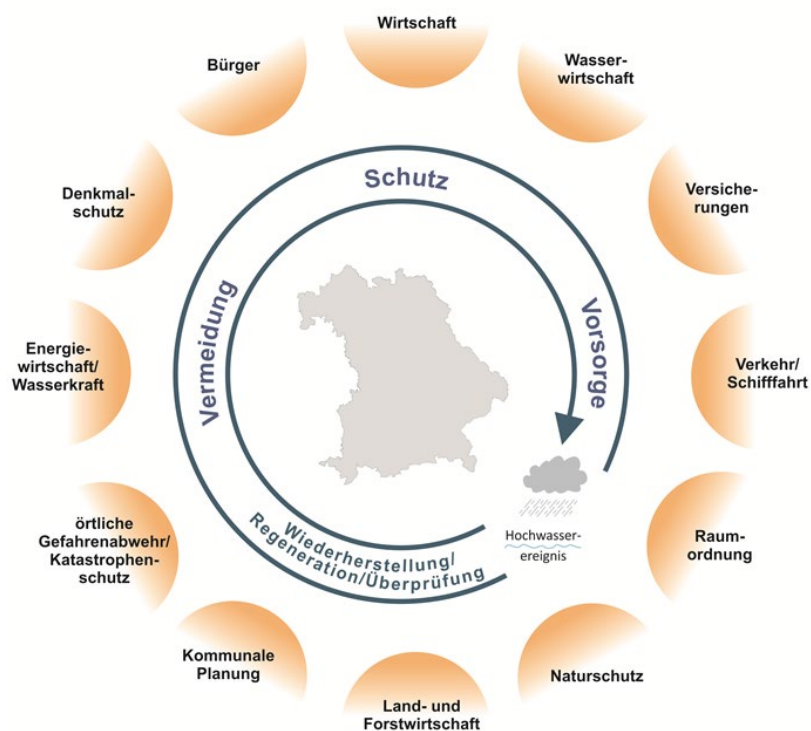 Wirtschaft
Wasser-
wirtschaft
Versiche-
rungen
Verkehr/
Schifffahrt
Raum-
ordnung
Naturschutz
Land- und
Forstwirtschaft
Kommunale
Planung
örtliche
Gefahrenabwehr/
Katastrophen-
schutz
Energie-
wirtschaft/
Wasserkraft
Denkmal-
schutz
Bürger
Schutz
Vorsorge
Hochwasser-
ereignis
Wiederherstellung/
Regeneration/Überprüfung
Vermeidung